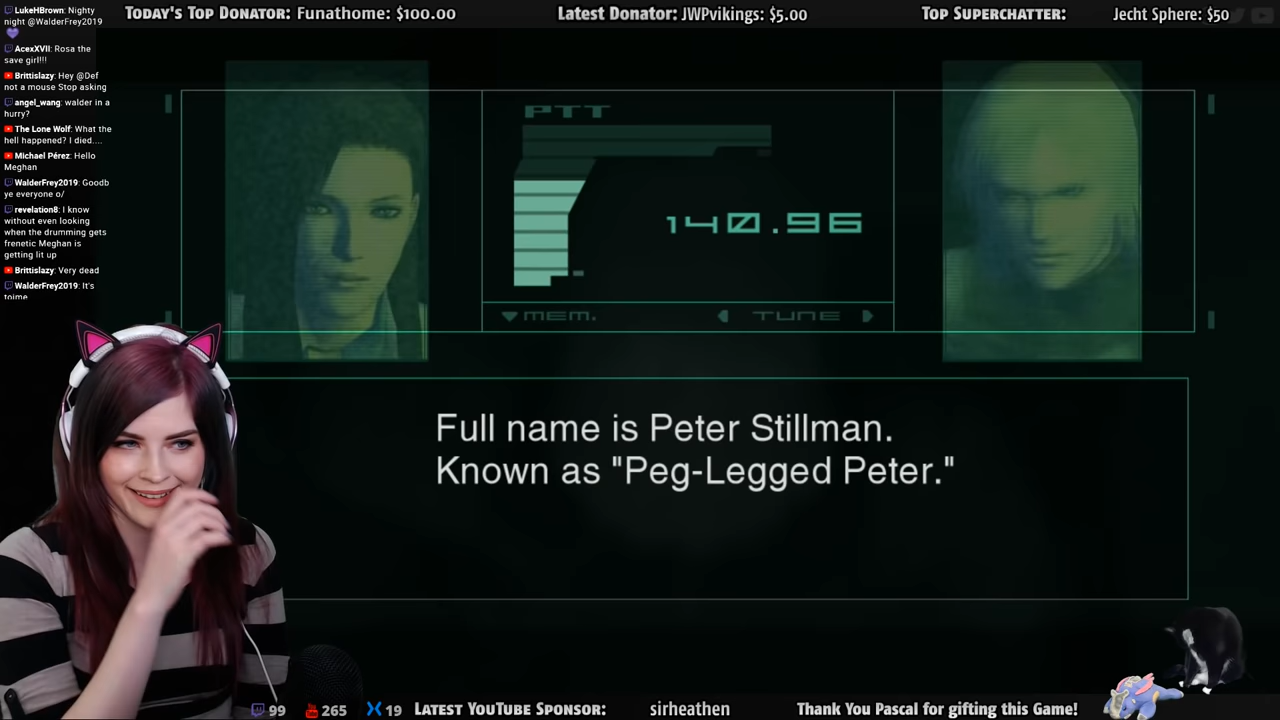 TODAY'S TOP DONATOR: Funathome: $100.00
LATEST DONATOR: JWPvikings: $5.00
TOP SUPERCHATTER:
Jecht Sphere: $50
LukeHBrown: Nighty
night @WalderFrey2019
AcexXVII: Rosa the
save girl!!!
Brittislazy: Hey @Def
not a mouse Stop asking
angel_wang: walder in a
hurry?
The Lone Wolf: What the
hell happened? I died....
Michael Pérez: Hello
Meghan
WalderFrey2019: Goodb
ye everyone o/
revelation8: I know
without even looking
when the drumming gets
frenetic Meghan is
getting lit up
Brittislazy: Very dead
WalderFrey2019: It's
toime
PTT
140.96
MEM.
TUNE
Full name is Peter Stillman.
Known as "Peg-Legged Peter."
99
265
19
LATEST YOUTUBE SPONSOR:
sirheathen
Thank You Pascal for gifting this Game!